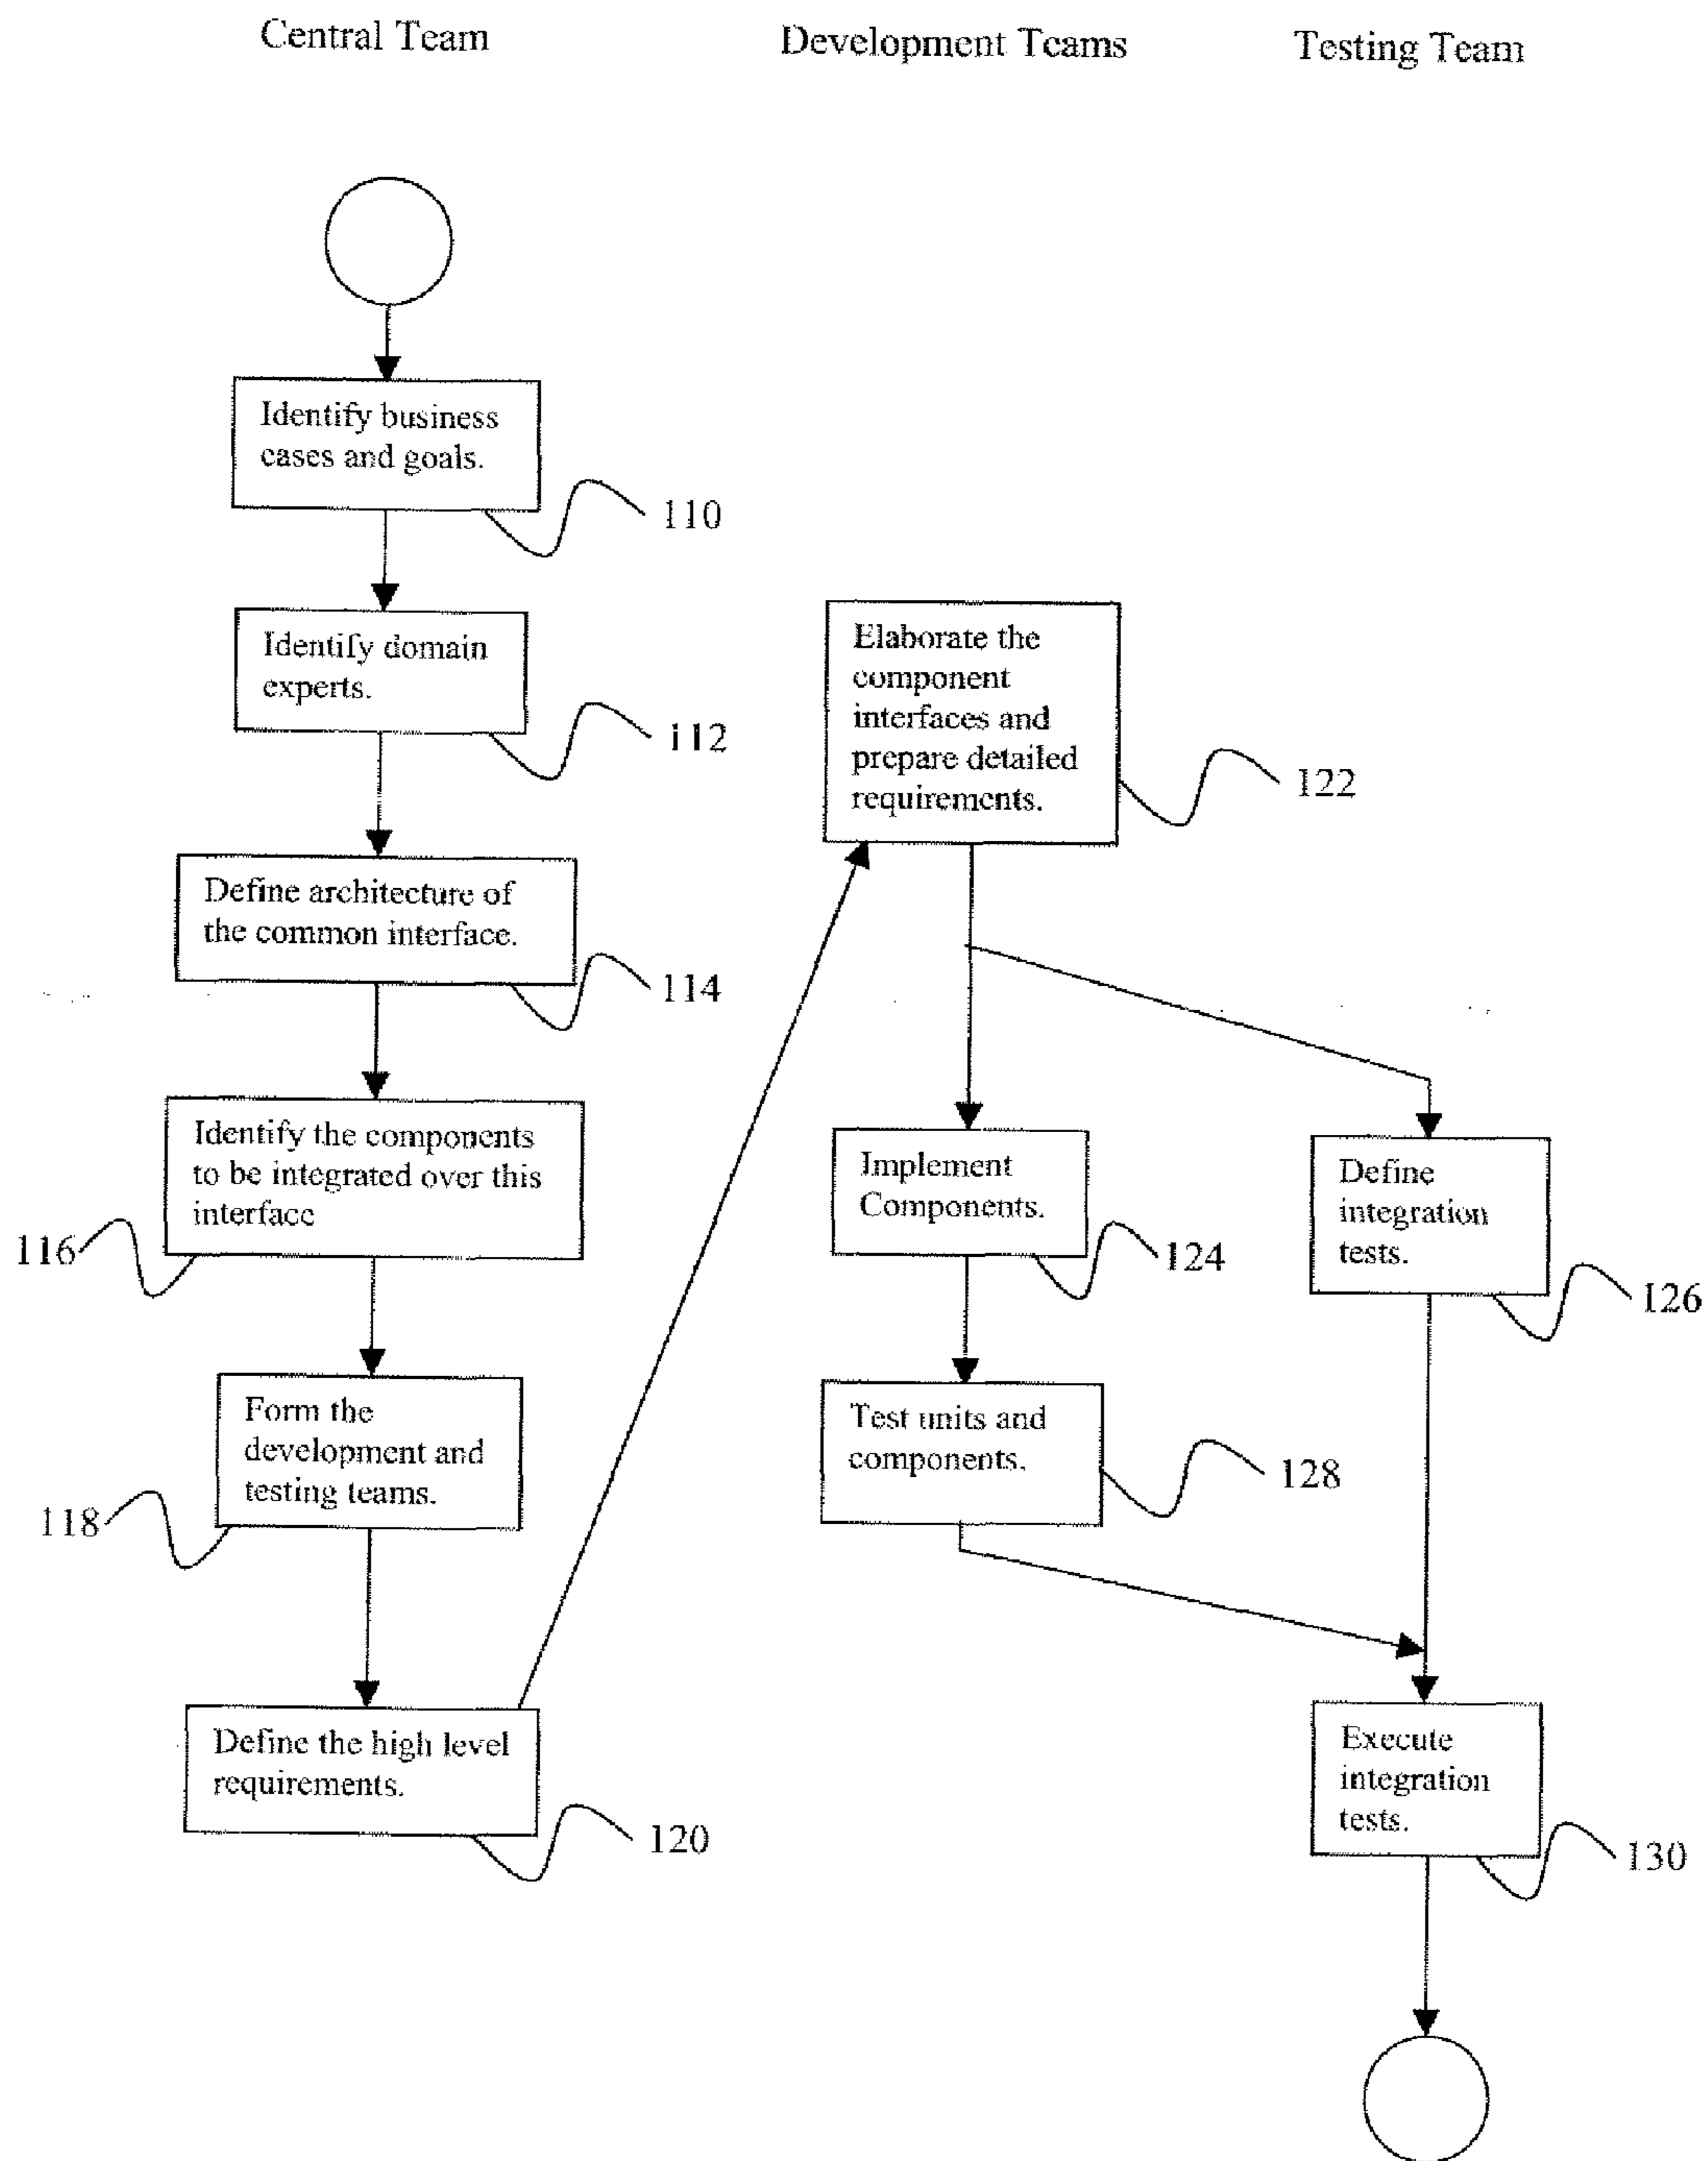 Central Team
Development Teams
Testing Team
Identify business
cases and goals.
110
Identify domain
experts.
112
Define architecture of
the common interface.
114
Identify the components
to be integrated over this
interface
116
Form the
development and
testing teams.
118
Define the high level
requirements.
120
Elaborate the
component
interfaces and
prepare detailed
requirements.
122
Implement
Components.
124
Define
integration
tests.
126
Test units and
components.
128
Execute
integration
tests.
130